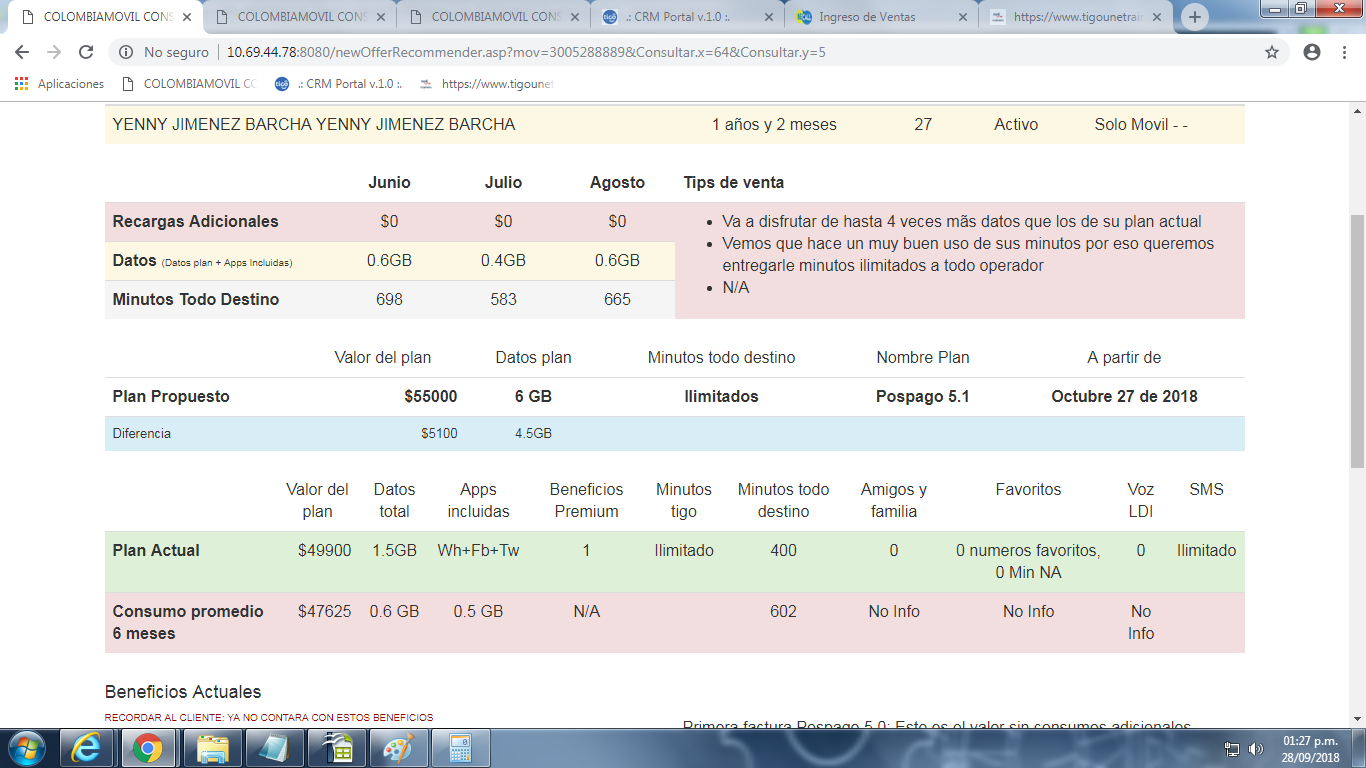 COLOMBIAMOVIL CONS
COLOMBIAMOVIL CONS
COLOMBIAMOVIL CONS
.: CRM Portal v.1.0 :.
Ingreso de Ventas
https://www.tigounetrai
No seguro
10.69.44.78:8080/newOfferRecommender.asp?mov=3005288889&Consultar.x=64&Consultar.y=5
Aplicaciones
COLOMBIAMOVIL CO
.: CRM Portal v.1.0 :.
https://www.tigounet
YENNY JIMENEZ BARCHA YENNY JIMENEZ BARCHA 1 años y 2 meses 27 Activo Solo Movil - -
Junio Julio Agosto Tips de venta
Recargas Adicionales $0 $0 $0
Datos (Datos plan + Apps Incluidas) 0.6GB 0.4GB 0.6GB
Minutos Todo Destino 698 583 665
• Va a disfrutar de hasta 4 veces mãs datos que los de su plan actual
• Vemos que hace un muy buen uso de sus minutos por eso queremos
entregarle minutos ilimitados a todo operador
• N/A
Valor del plan Datos plan Minutos todo destino Nombre Plan A partir de
Plan Propuesto $55000 6 GB Ilimitados Pospago 5.1 Octubre 27 de 2018
Diferencia $5100 4.5GB
Valor del Datos Apps Beneficios Minutos Minutos todo Amigos y Favoritos Voz SMS
plan total incluidas Premium tigo destino familia LDI
Plan Actual $49900 1.5GB Wh+Fb+Tw 1 Ilimitado 400 0 0 numeros favoritos, 0 Ilimitado
0 Min NA
Consumo promedio $47625 0.6 GB 0.5 GB N/A 602 No Info No Info No
6 meses Info
Beneficios Actuales
RECORDAR AL CLIENTE: YA NO CONTARA CON ESTOS BENEFICIOS
Primera factura Pospago 5.0: Este es el valor sin consumos adicionales
01:27 p.m.
28/09/2018